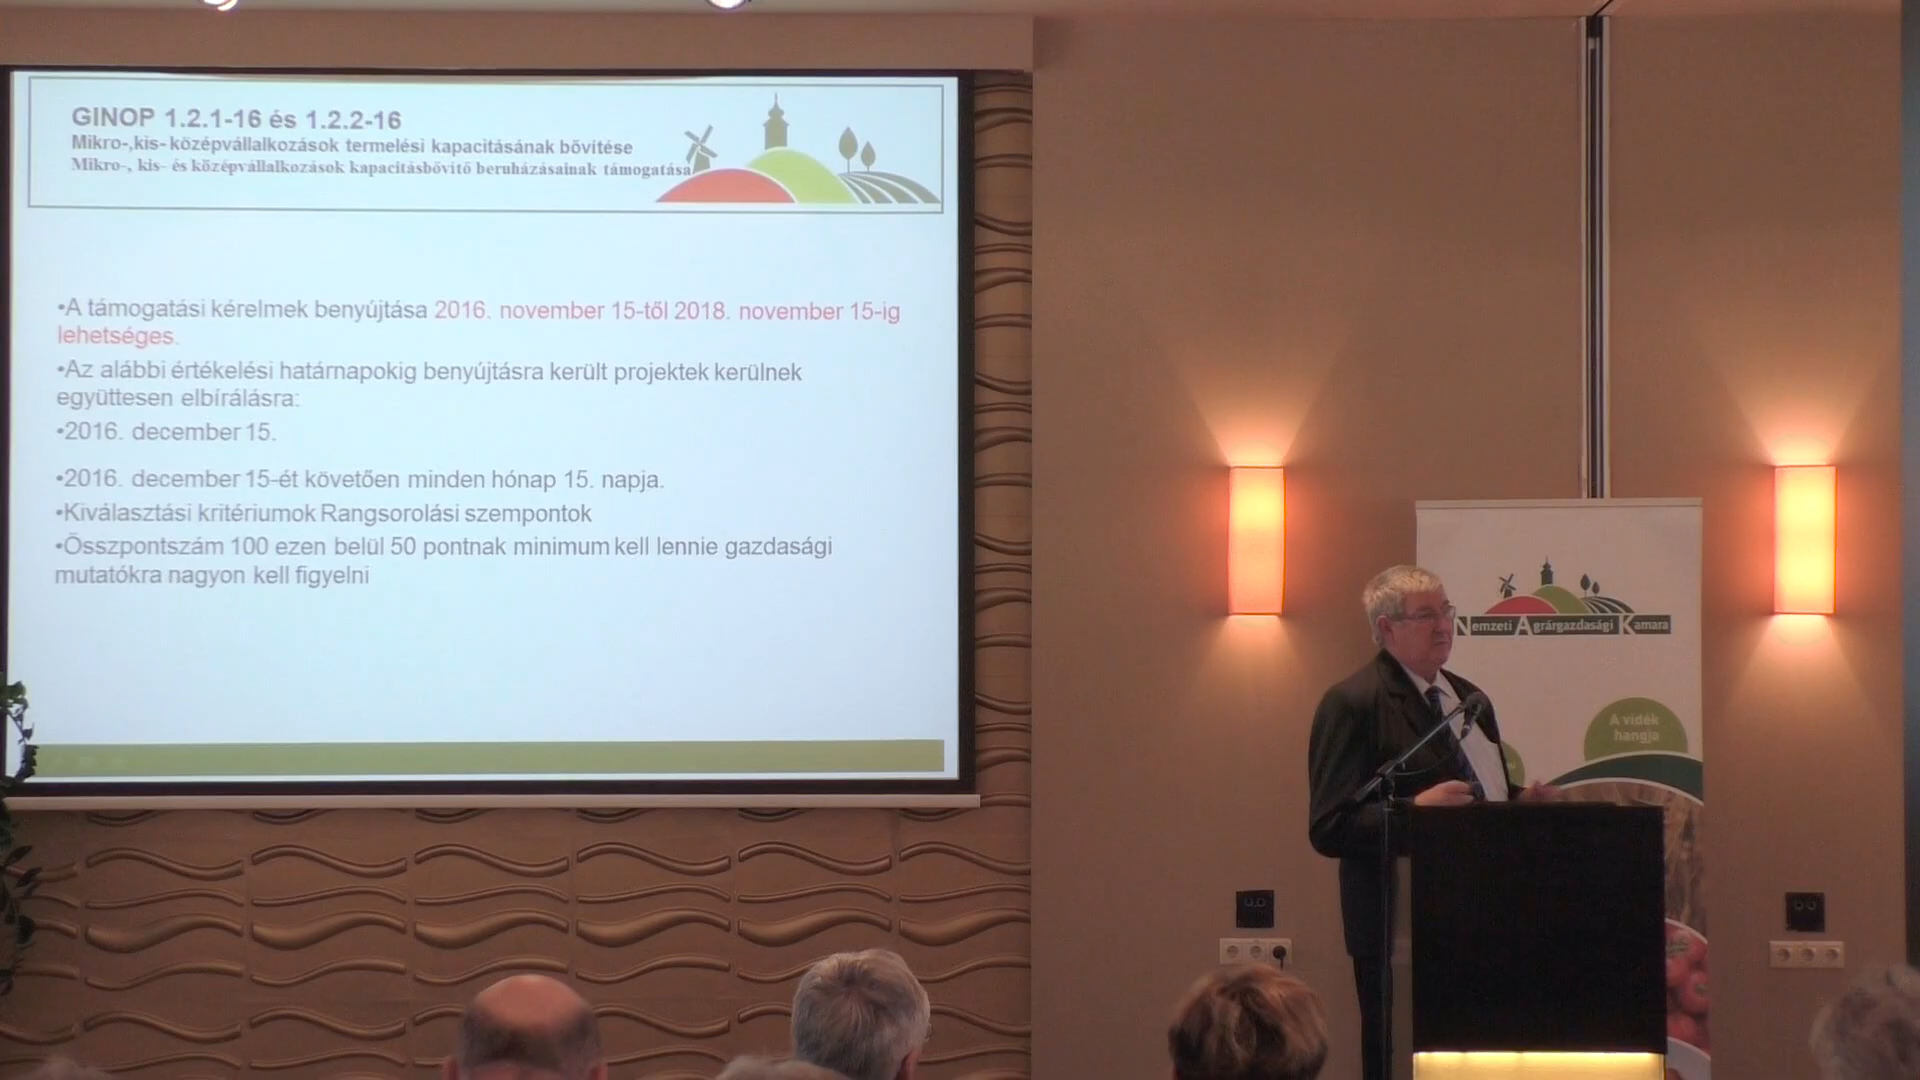 GINOP 1.2.1-16 és 1.2.2-16
Mikro-,kis- középvállalkozások termelési kapacitásának bővítése
Mikro-, kis- és középvállalkozások kapacitásbővítő beruházásainak támogatása
•A támogatási kérelmek benyújtása 2016. november 15-től 2018. november 15-ig
lehetséges.
•Az alábbi értékelési határnapokig benyújtásra került projektek kerülnek
együttesen elbírálásra:
•2016. december 15.
•2016. december 15-ét követően minden hónap 15. napja.
•Kiválasztási kritériumok Rangsorolási szempontok
•Összpontszám 100 ezen belül 50 pontnak minimum kell lennie gazdasági
mutatókra nagyon kell figyelni
Nemzeti Agrárgazdasági Kamara
A vidék
hangja